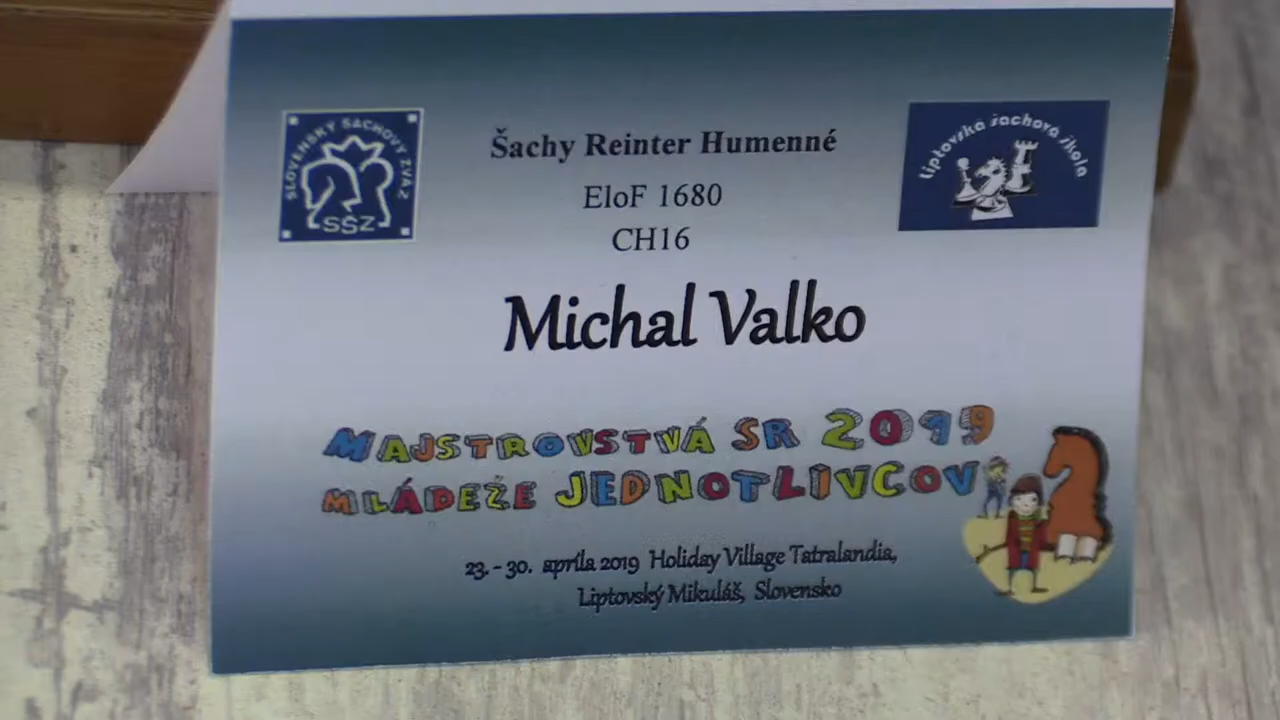 SLOVENSKÝ ŠACHOVÝ ZVÄZ
SŠZ
Šachy Reinter Humenné
EloF 1680
CH16
Liptovská šachová škola
Michal Valko
MAJSTROVSTVÁ SR 2019
MLÁDEŽE JEDNOTLIVCOV
23. - 30. apríla 2019 Holiday Village Tatralandia,
Liptovský Mikuláš, Slovensko